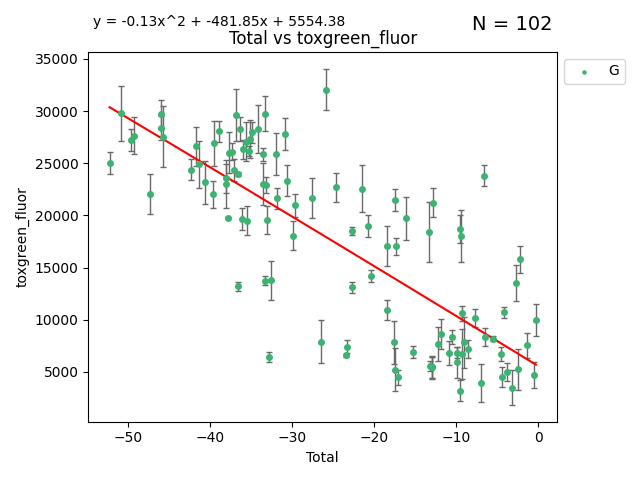 y = -0.13x^2 + -481.85x + 5554.38
N = 102
Total vs toxgreen_fluor
G
35000
30000
25000
20000
15000
10000
5000
toxgreen_fluor
−50
−40
−30
−20
−10
0
Total